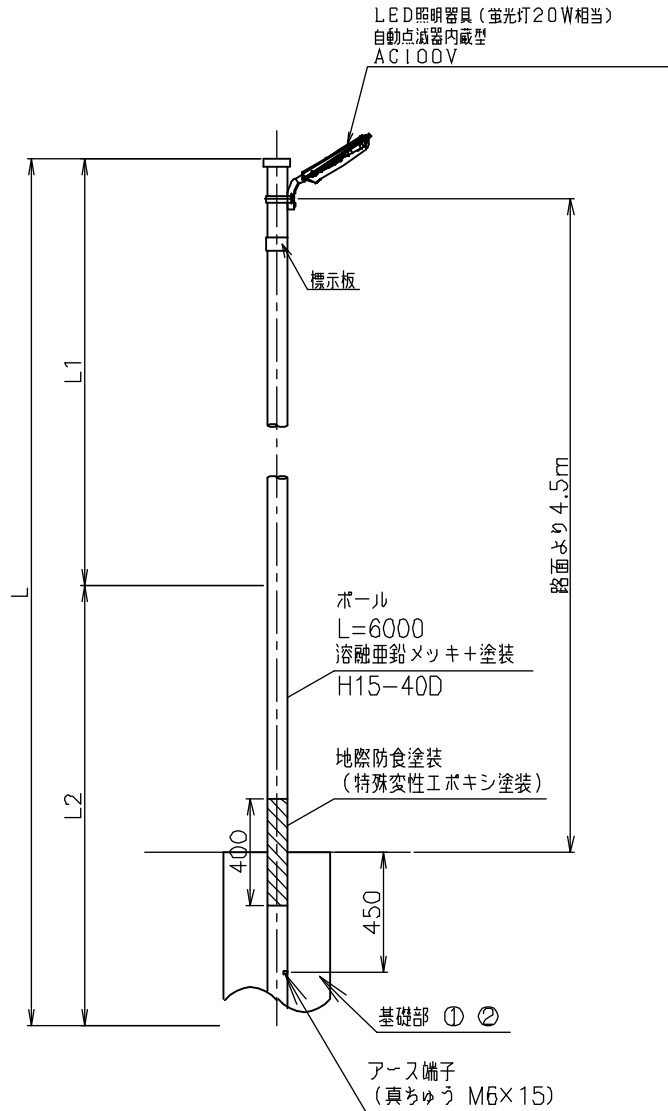 LED照明器具(蛍光灯20W相当)
自動点滅器内蔵型
AC100V
標示板
L1
L
路面より4.5m
ポール
L=6000
溶融亜鉛メッキ+塗装
H15-40D
地際防食塗装
(特殊変性エポキシ塗装)
L2
400
450
基礎部 ① ②
アース端子
(真ちゅう M6×15)